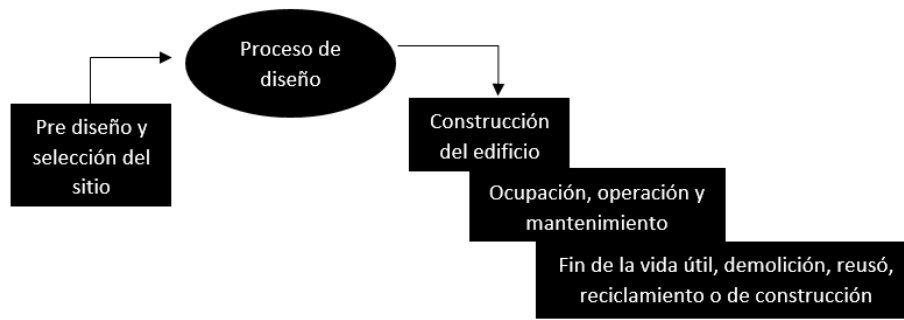 Proceso de
diseño
Pre diseño y
selección del
sitio
Construcción
del edificio
Ocupación, operación y
mantenimiento
Fin de la vida útil, demolición, reusó,
reciclamiento o de construcción